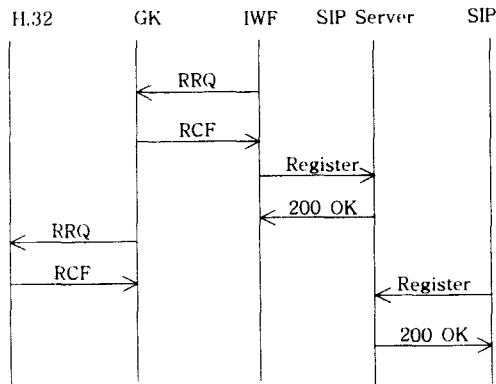 H.32 GK IWF SIP Server SIP
RRQ
RCF
Register
200 OK
RRQ
RCF
Register
200 OK